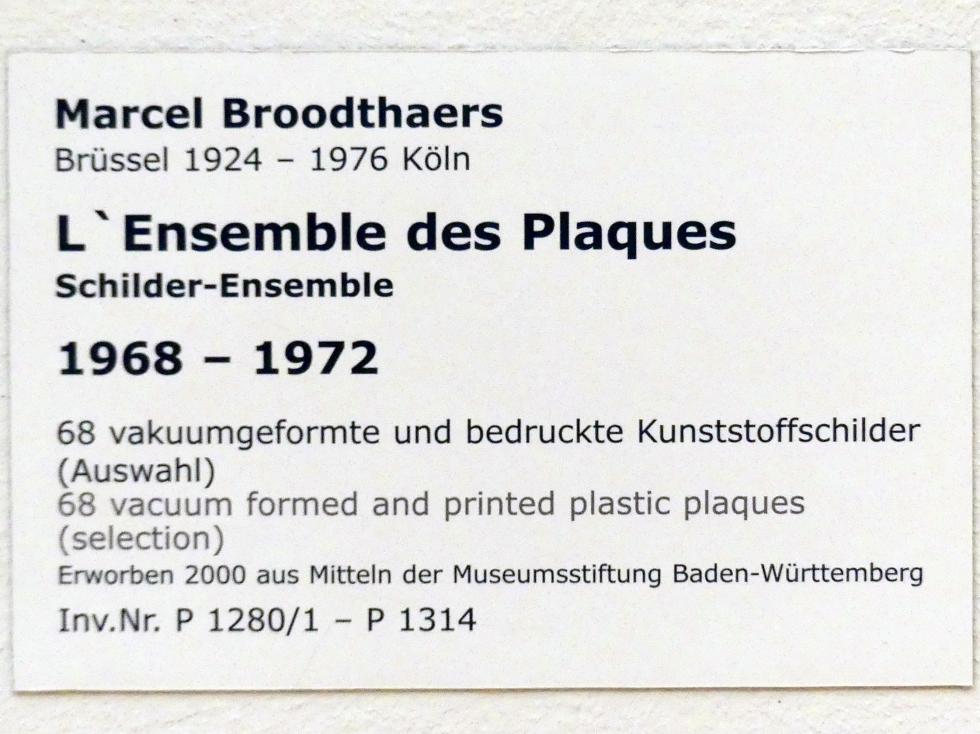 Marcel Broodthaers
Brüssel 1924 – 1976 Köln
L`Ensemble des Plaques
Schilder-Ensemble
1968 – 1972
68 vakuumgeformte und bedruckte Kunststoffschilder
(Auswahl)
68 vacuum formed and printed plastic plaques
(selection)
Erworben 2000 aus Mitteln der Museumsstiftung Baden-Württemberg
Inv.Nr. P 1280/1 – P 1314